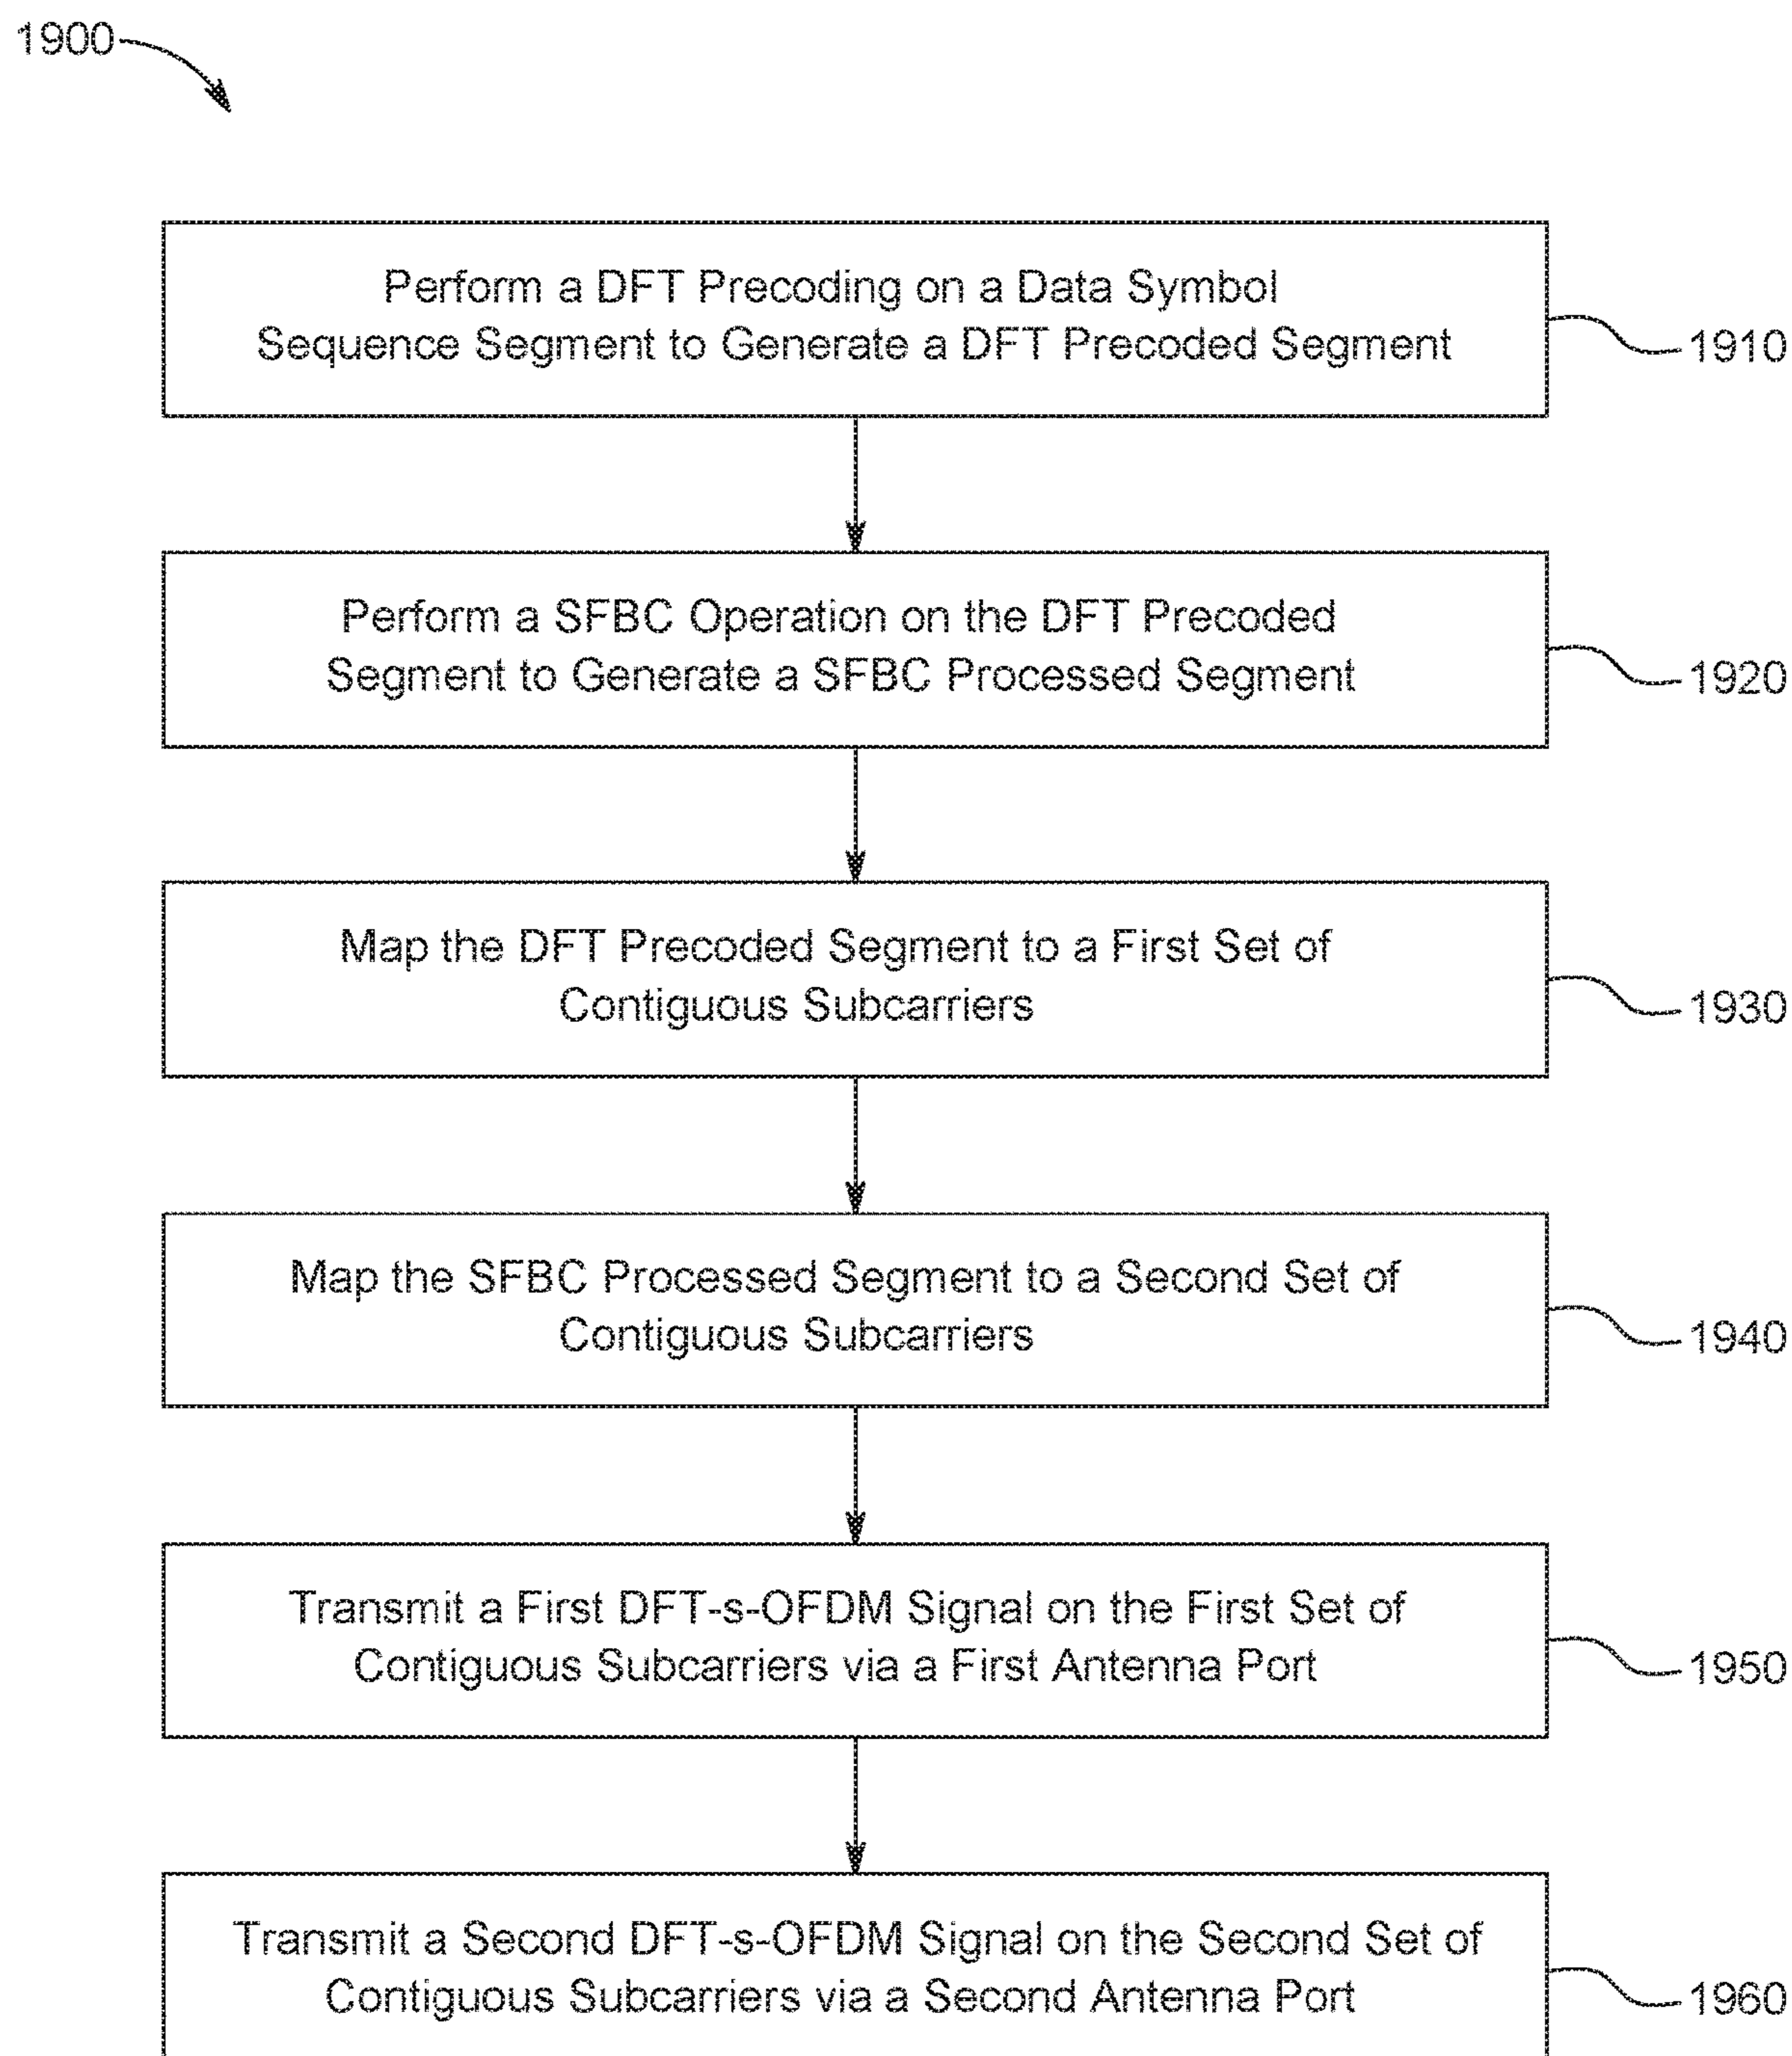 1900
Perform a DFT Precoding on a Data Symbol
Sequence Segment to Generate a DFT Precoded Segment
1910
Perform a SFBC Operation on the DFT Precoded
Segment to Generate a SFBC Processed Segment
1920
Map the DFT Precoded Segment to a First Set of
Contiguous Subcarriers
1930
Map the SFBC Processed Segment to a Second Set of
Contiguous Subcarriers
1940
Transmit a First DFT-s-OFDM Signal on the First Set of
Contiguous Subcarriers via a First Antenna Port
1950
Transmit a Second DFT-s-OFDM Signal on the Second Set of
Contiguous Subcarriers via a Second Antenna Port
1960